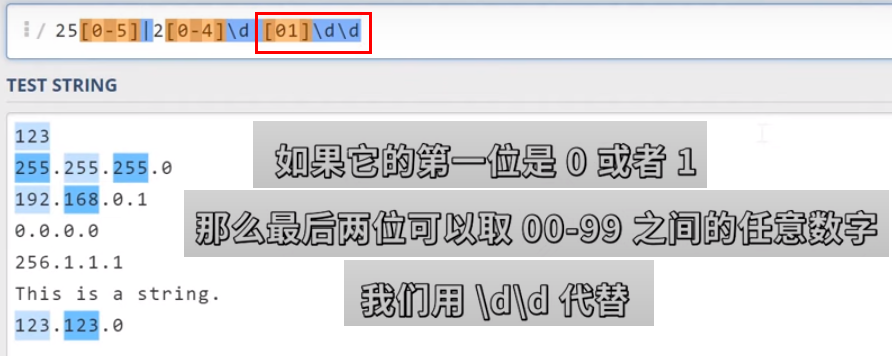 / 25[0-5]|2[0-4]\d [01]\d\d
TEST STRING
123
255.255.255.0
192.168.0.1
0.0.0.0
256.1.1.1
This is a string.
123.123.0
如果它的第一位是 0 或者 1
那么最后两位可以取 00-99 之间的任意数字
我们用 \d\d 代替